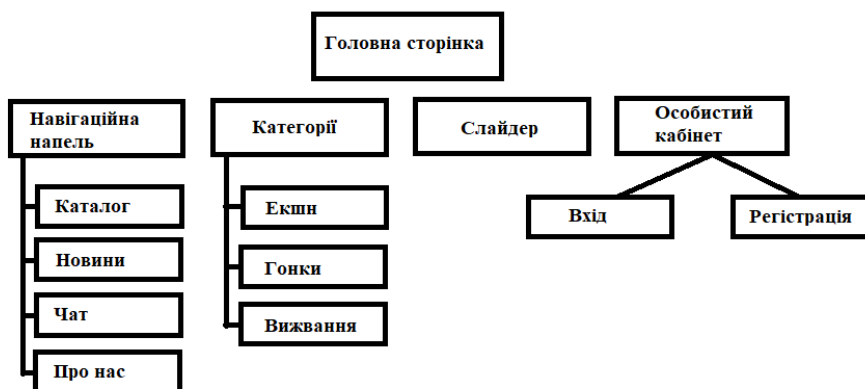 Головна сторінка
Навігаційна
напель
Категорії
Слайдер
Особистий
кабінет
Каталог
Новини
Чат
Про нас
Екшн
Гонки
Вижвання
Вхід
Регістрація